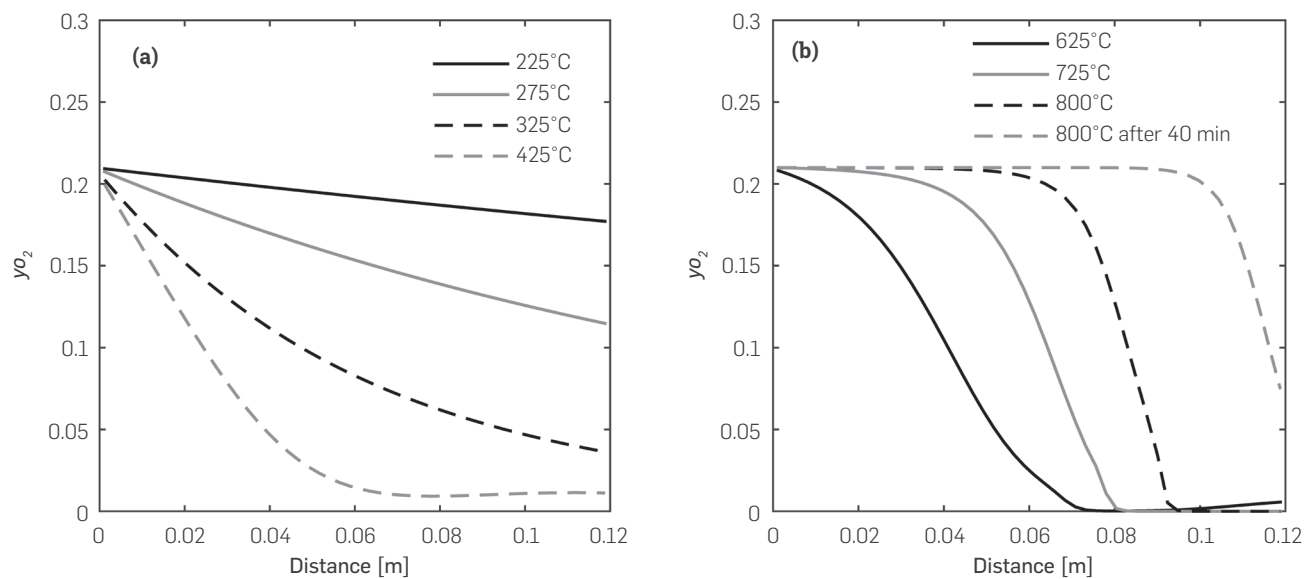 0.3
0.25
0.2
0.15
0.1
0.05
0
yo2
(a)
225°C
275°C
325°C
425°C
0 0.02 0.04 0.06 0.08 0.1 0.12
Distance [m]
0.3
0.25
0.2
0.15
0.1
0.05
0
yo2
(b)
625°C
725°C
800°C
800°C after 40 min
0 0.02 0.04 0.06 0.08 0.1 0.12
Distance [m]